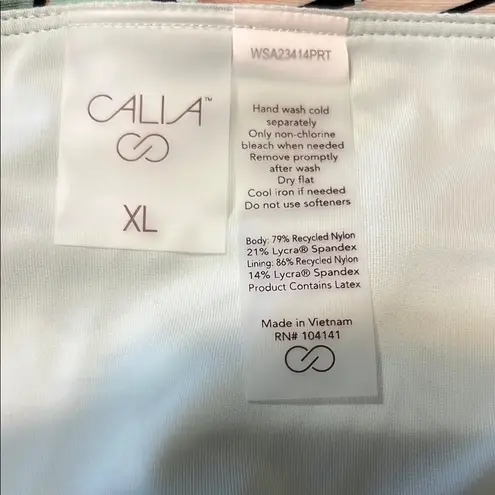 CALIA™
XL
WSA23414PRT
Hand wash cold
separately
Only non-chlorine
bleach when needed
Remove promptly
after wash
Dry flat
Cool iron if needed
Do not use softeners
Body: 79% Recycled Nylon
21% Lycra® Spandex
Lining: 86% Recycled Nylon
14% Lycra® Spandex
Product Contains Latex
Made in Vietnam
RN# 104141